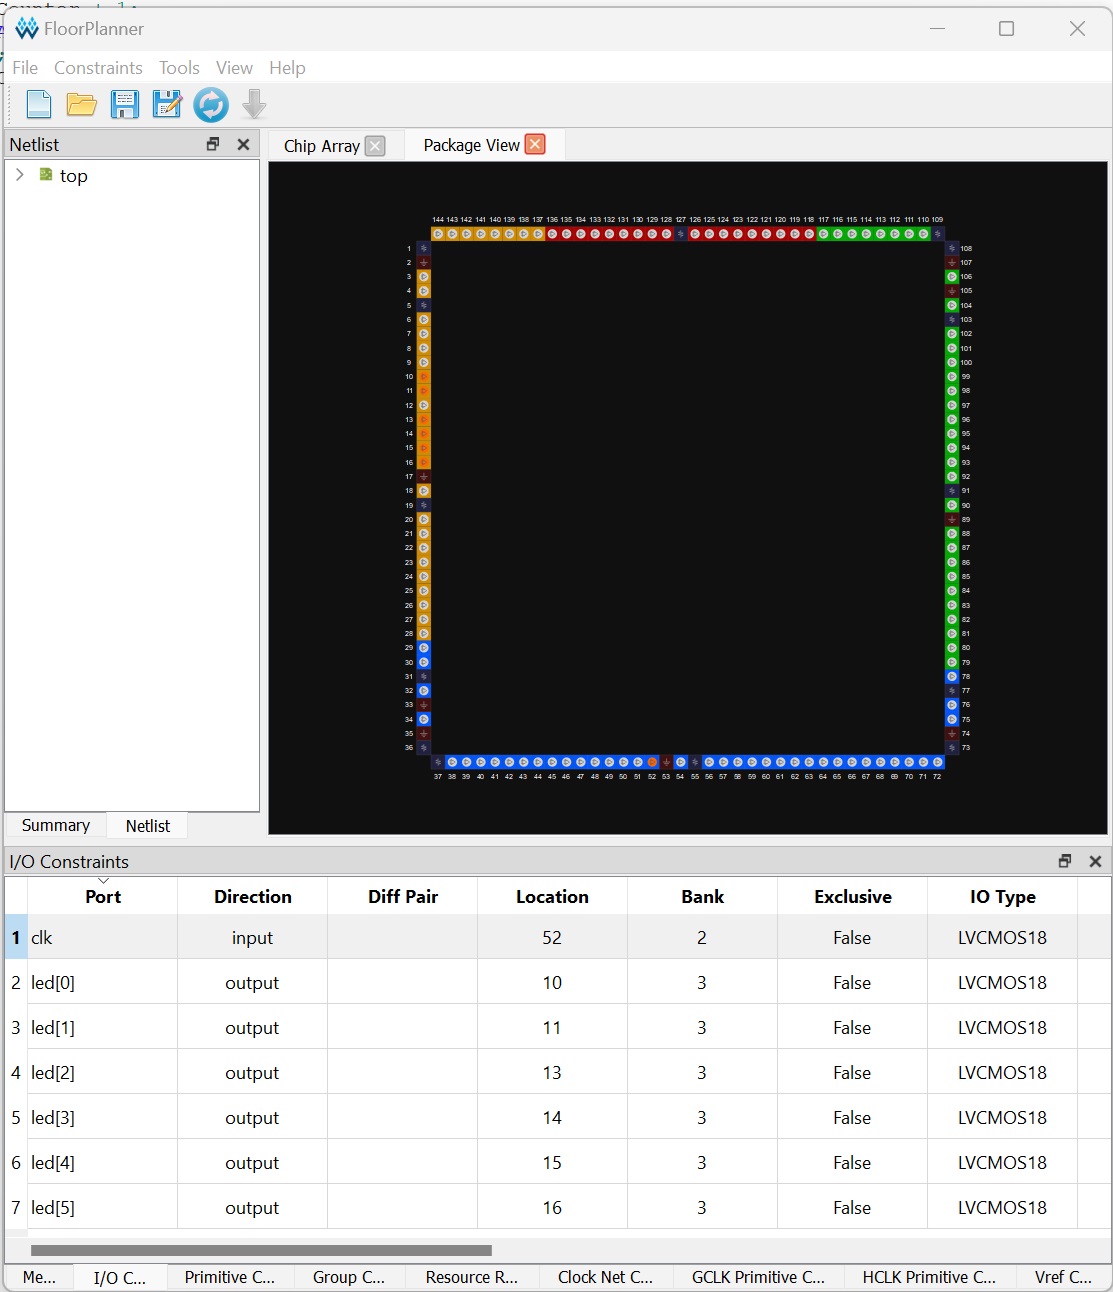 Counter + 1;
FloorPlanner
File Constraints Tools View Help
Netlist
Chip Array Package View
top
144 143 142 141 140 139 138 137 136 135 134 133 132 131 130 129 128 127 126 125 124 123 122 121 120 119 118 117 116 115 114 113 112 111 110 109
1 108
2 107
3 106
4 105
5 104
6 103
7 102
8 101
9 100
10 99
11 98
12 97
13 96
14 95
15 94
16 93
17 92
18 91
19 90
20 89
21 88
22 87
23 86
24 85
25 84
26 83
27 82
28 81
29 80
30 79
31 78
32 77
33 76
34 75
35 74
36 73
37 38 39 40 41 42 43 44 45 46 47 48 49 50 51 52 53 54 55 56 57 58 59 60 61 62 63 64 65 66 67 68 69 70 71 72
Summary Netlist
I/O Constraints
Port Direction Diff Pair Location Bank Exclusive IO Type
1 clk input 52 2 False LVCMOS18
2 led[0] output 10 3 False LVCMOS18
3 led[1] output 11 3 False LVCMOS18
4 led[2] output 13 3 False LVCMOS18
5 led[3] output 14 3 False LVCMOS18
6 led[4] output 15 3 False LVCMOS18
7 led[5] output 16 3 False LVCMOS18
Me... I/O C... Primitive C... Group C... Resource R... Clock Net C... GCLK Primitive C... HCLK Primitive C... Vref C...